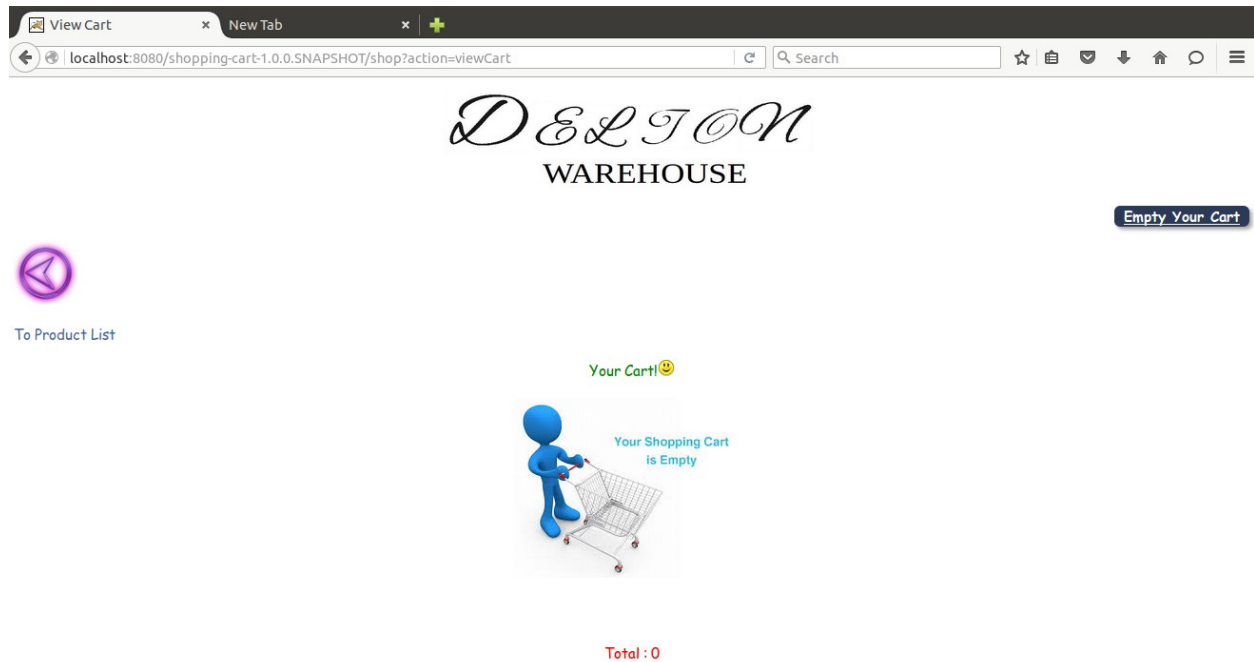 View Cart
New Tab
localhost:8080/shopping-cart-1.0.0.SNAPSHOT/shop?action=viewCart
Search
DELTON
WAREHOUSE
Empty Your Cart
To Product List
Your Cart!
Your Shopping Cart
is Empty
Total : 0